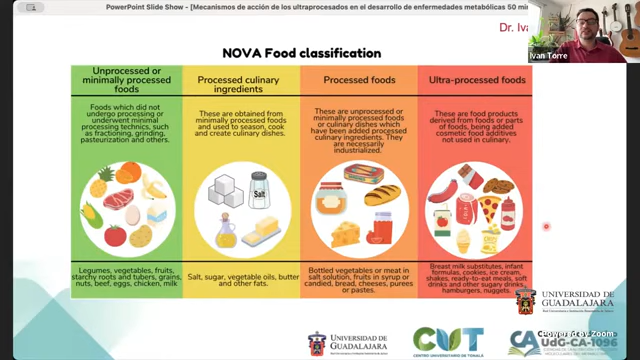 PowerPoint Slide Show - [Mecanismos de acción de los ultraprocesados en el desarrollo de enfermedades metabólicas 50 min
Dr. Iva
Ivan Torre
NOVA Food classification
Unprocessed or
minimally processed
foods
Foods which did not
undergo processing or
underwent minimal
processing technics, such
as fractioning, grinding,
pasteurization and others.
Legumes, vegetables, fruits,
starchy roots and tubers, grains,
nuts, beef, eggs, chicken, milk
Processed culinary
ingredients
These are obtained from
minimally processed foods
and used to season, cook
and create culinary dishes.
Salt
Salt, sugar, vegetable oils, butter
and other fats.
Processed foods
These are unprocessed or
minimally processed foods
or culinary dishes which
have been added processed
culinary ingredients. They
are necessarily
industrialized.
Bottled vegetables or meat in
salt solution, fruits in syrup or
candied, bread, cheeses, purees
or pastes.
Ultra-processed foods
These are food products
derived from foods or parts
of foods, being added
cosmetic food additives
not used in culinary.
Breast milk substitutes, infant
formulas, cookies, ice cream,
shakes, ready-to-eat meals, soft
drinks and other sugary drinks,
hamburgers, nuggets.
UNIVERSIDAD DE
GUADALAJARA
UNIVERSIDAD DE
GUADALAJARA
CUT
CENTRO UNIVERSITARIO DE TONALÁ
CA
UdG-CA-1096
Powered by Zoom